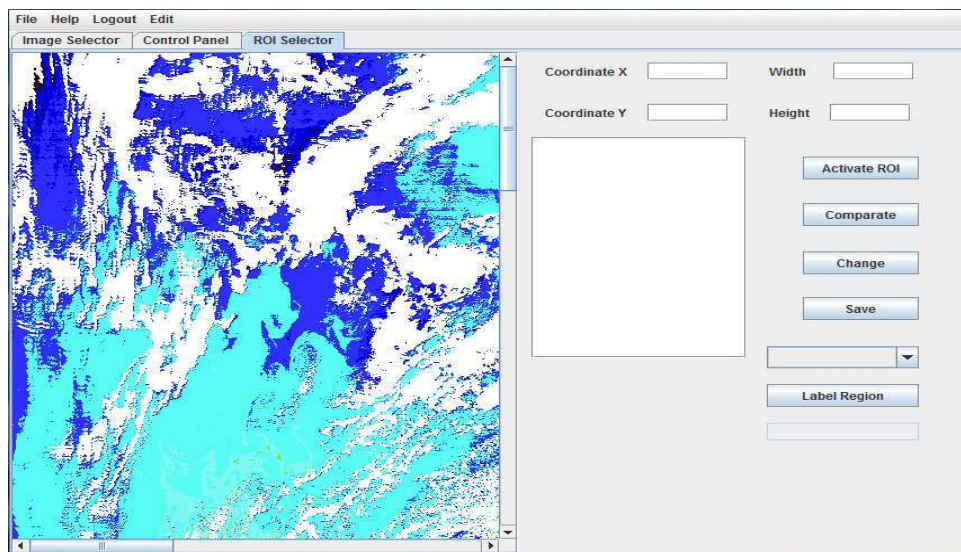 File Help Logout Edit
Image Selector Control Panel ROI Selector
Coordinate X Width
Coordinate Y Height
Activate ROI
Comparate
Change
Save
Label Region